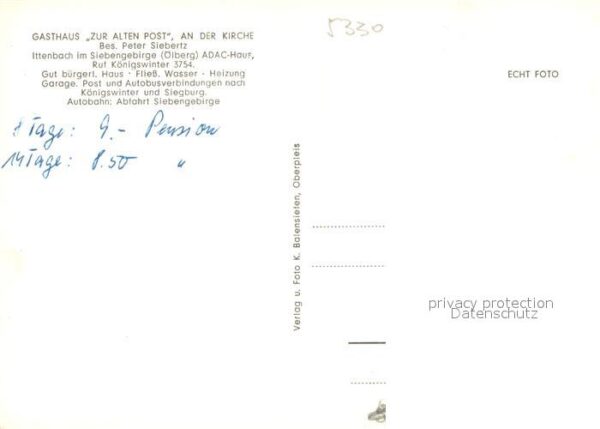 5330
GASTHAUS „ZUR ALTEN POST", AN DER KIRCHE
Bes. Peter Siebertz
Ittenbach im Siebengebirge (Ölberg) ADAC-Haus,
Ruf Königswinter 3754.
Gut bürgerl. Haus · Fließ. Wasser · Heizung
Garage. Post und Autobusverbindungen nach
Königswinter und Siegburg.
Autobahn: Abfahrt Siebengebirge
8 Tage: 9.- Pension
14 Tage: 8.50 "
Verlag u. Foto K. Balensiefen, Oberpleis
ECHT FOTO
privacy protection
Datenschutz